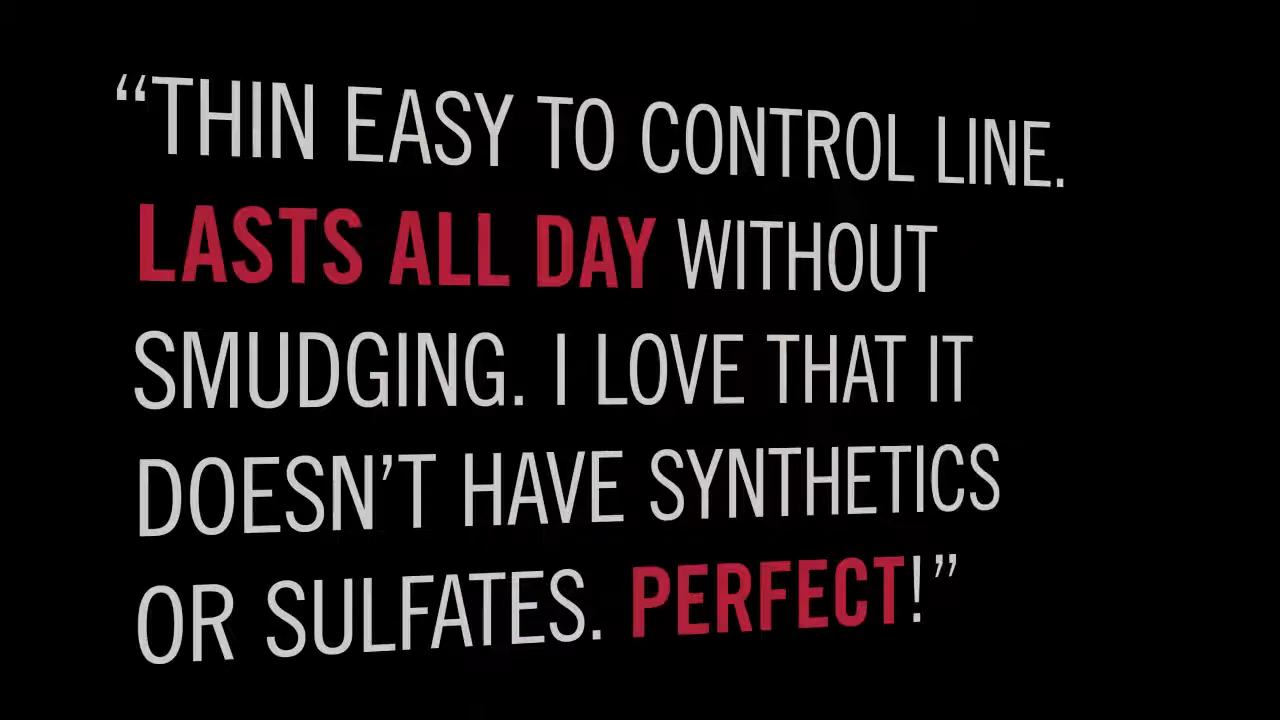 “THIN EASY TO CONTROL LINE.
LASTS ALL DAY WITHOUT
SMUDGING. I LOVE THAT IT
DOESN’T HAVE SYNTHETICS
OR SULFATES. PERFECT!”